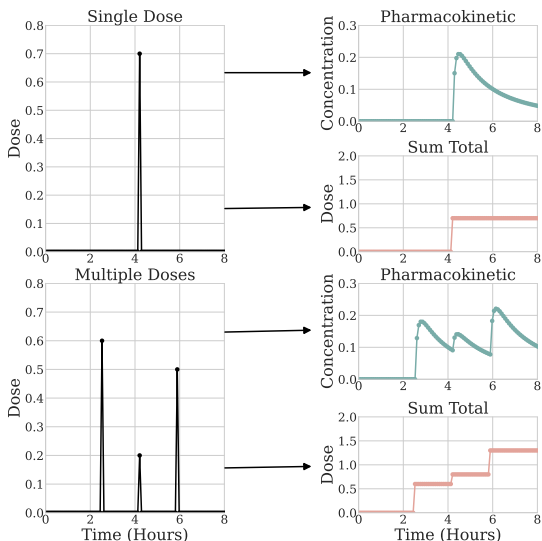 Single Dose
Dose
0.8
0.7
0.6
0.5
0.4
0.3
0.2
0.1
0.0
0 2 4 6 8
Pharmacokinetic
Concentration
0.3
0.2
0.1
0.0
0 2 4 6 8
Sum Total
Dose
2.0
1.5
1.0
0.5
0.0
0 2 4 6 8
Multiple Doses
Dose
0.8
0.7
0.6
0.5
0.4
0.3
0.2
0.1
0.0
0 2 4 6 8
Time (Hours)
Pharmacokinetic
Concentration
0.3
0.2
0.1
0.0
0 2 4 6 8
Sum Total
Dose
2.0
1.5
1.0
0.5
0.0
0 2 4 6 8
Time (Hours)